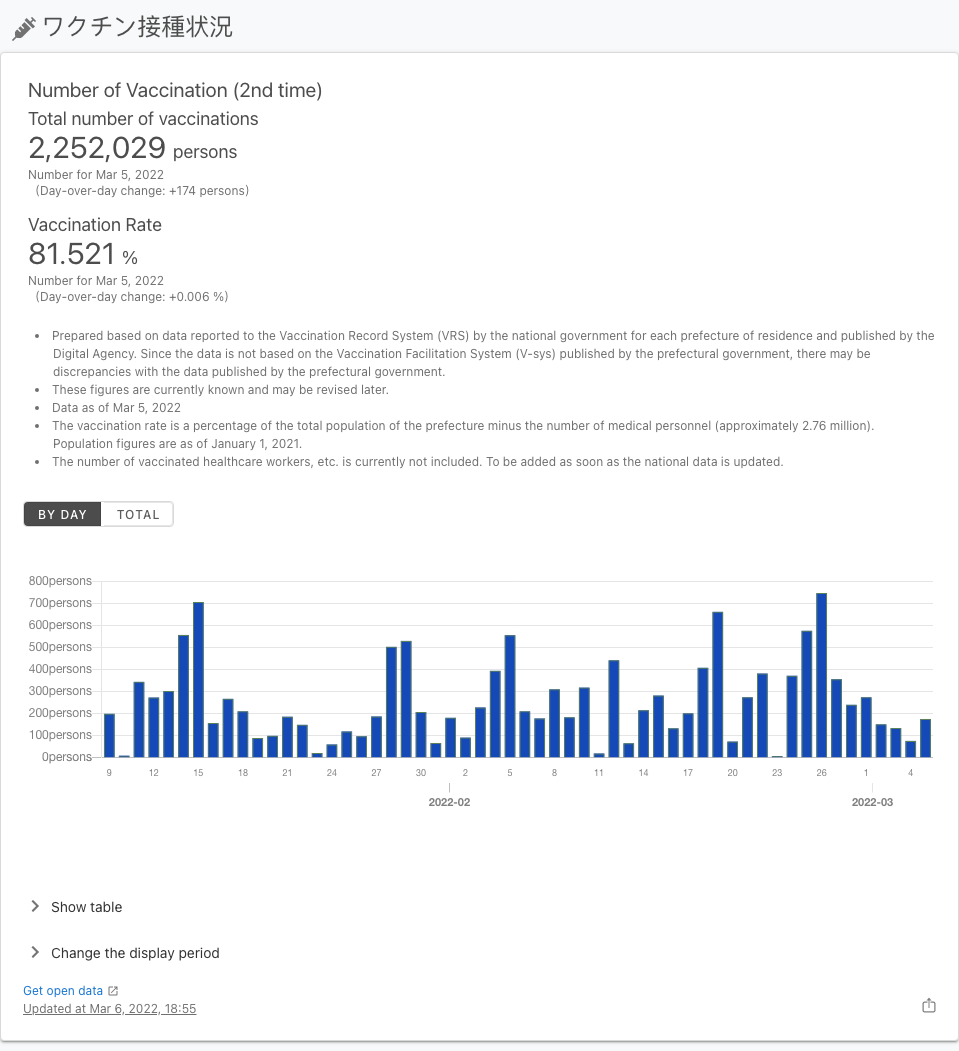 ワクチン接種状況
Number of Vaccination (2nd time)
Total number of vaccinations
2,252,029 persons
Number for Mar 5, 2022
(Day-over-day change: +174 persons)
Vaccination Rate
81.521 %
Number for Mar 5, 2022
(Day-over-day change: +0.006 %)
• Prepared based on data reported to the Vaccination Record System (VRS) by the national government for each prefecture of residence and published by the
Digital Agency. Since the data is not based on the Vaccination Facilitation System (V-sys) published by the prefectural government, there may be
discrepancies with the data published by the prefectural government.
• These figures are currently known and may be revised later.
• Data as of Mar 5, 2022
• The vaccination rate is a percentage of the total population of the prefecture minus the number of medical personnel (approximately 2.76 million).
Population figures are as of January 1, 2021.
• The number of vaccinated healthcare workers, etc. is currently not included. To be added as soon as the national data is updated.
BY DAY TOTAL
800persons
700persons
600persons
500persons
400persons
300persons
200persons
100persons
0persons
9 12 15 18 21 24 27 30 2 5 8 11 14 17 20 23 26 1 4
2022-02 2022-03
Show table
Change the display period
Get open data
Updated at Mar 6, 2022, 18:55